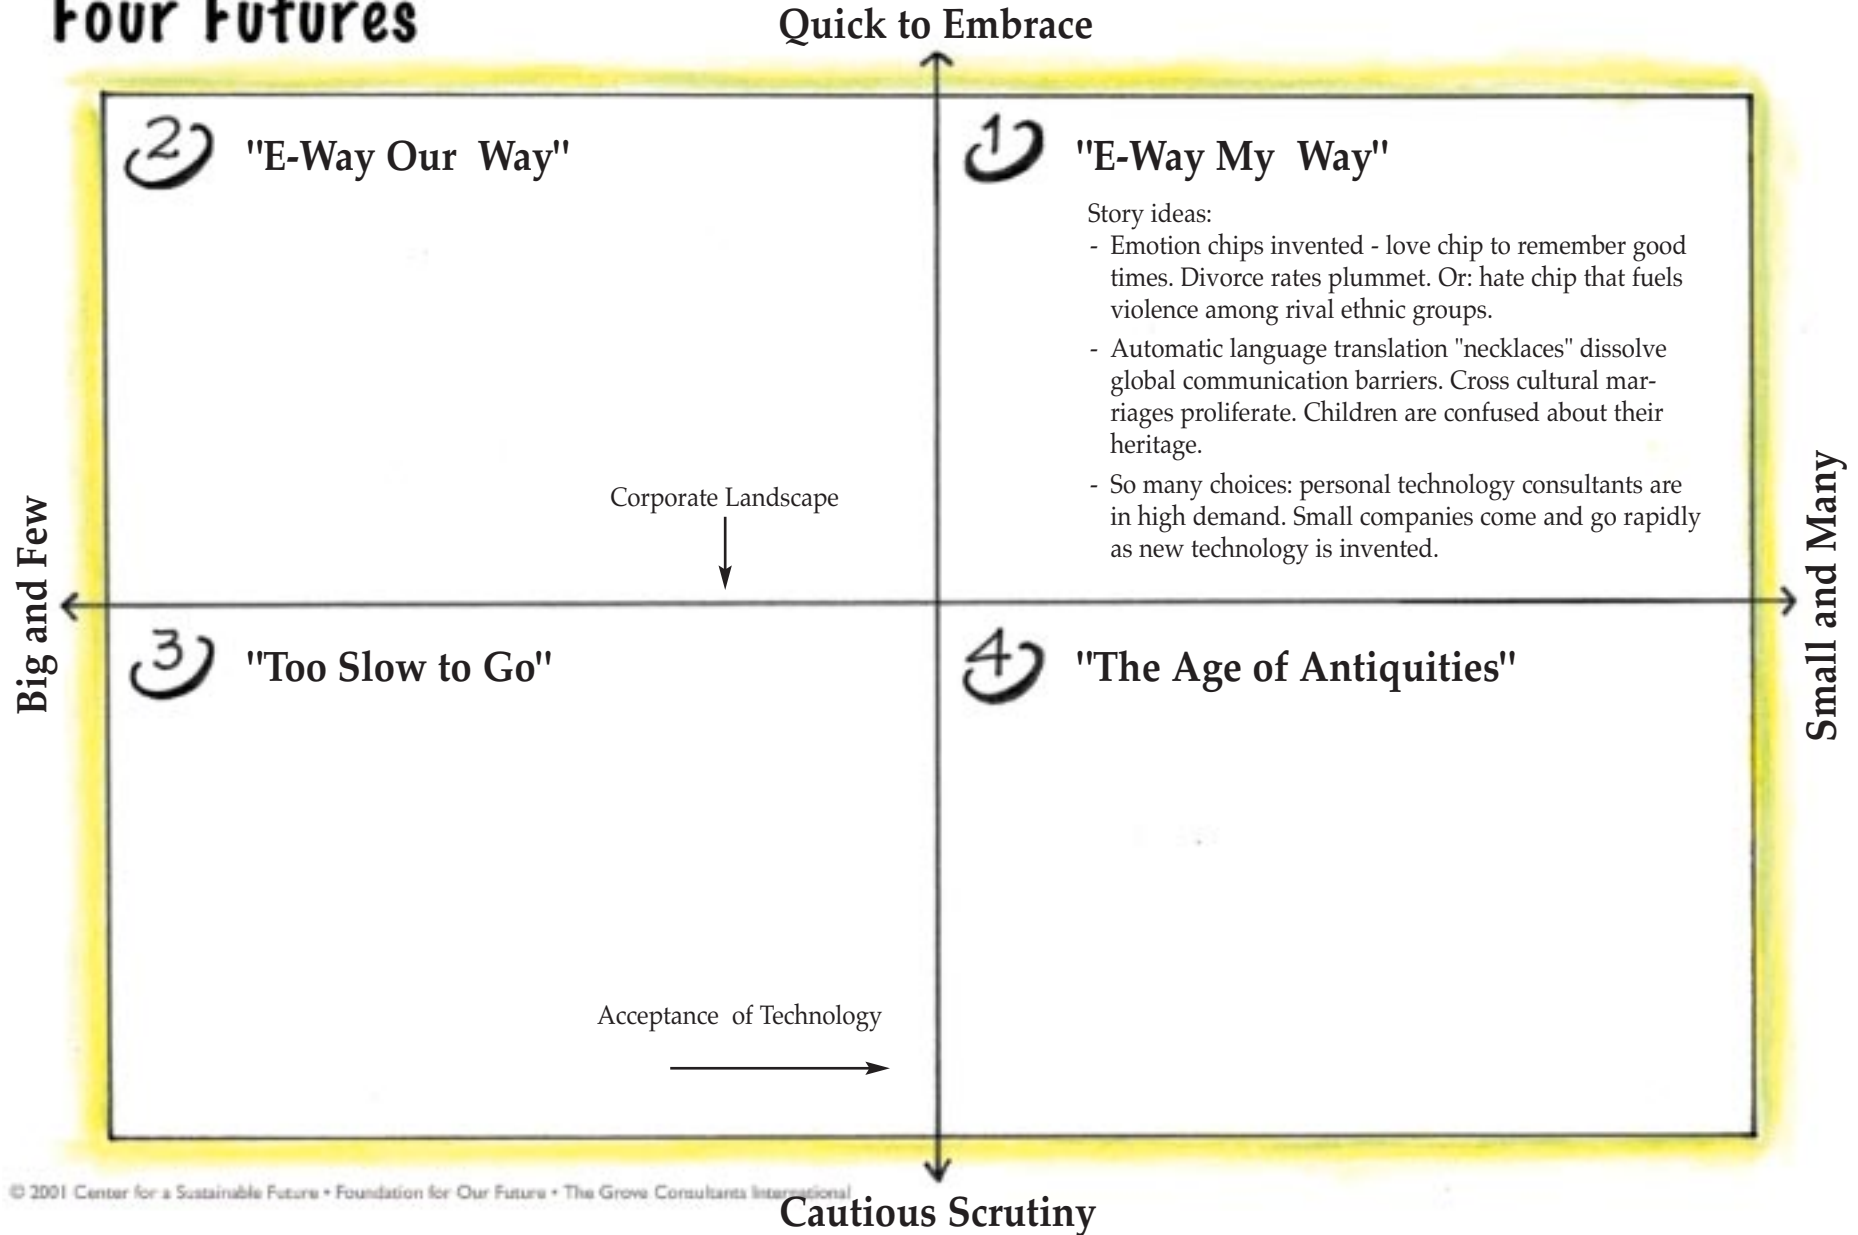 Four Futures
Quick to Embrace
2 "E-Way Our Way"
1 "E-Way My Way"
Story ideas:
- Emotion chips invented - love chip to remember good
times. Divorce rates plummet. Or: hate chip that fuels
violence among rival ethnic groups.
- Automatic language translation "necklaces" dissolve
global communication barriers. Cross cultural mar-
riages proliferate. Children are confused about their
heritage.
- So many choices: personal technology consultants are
in high demand. Small companies come and go rapidly
as new technology is invented.
Corporate Landscape
Big and Few
Small and Many
3 "Too Slow to Go"
4 "The Age of Antiquities"
Acceptance of Technology
© 2001 Center for a Sustainable Future • Foundation for Our Future • The Grove Consultants International
Cautious Scrutiny